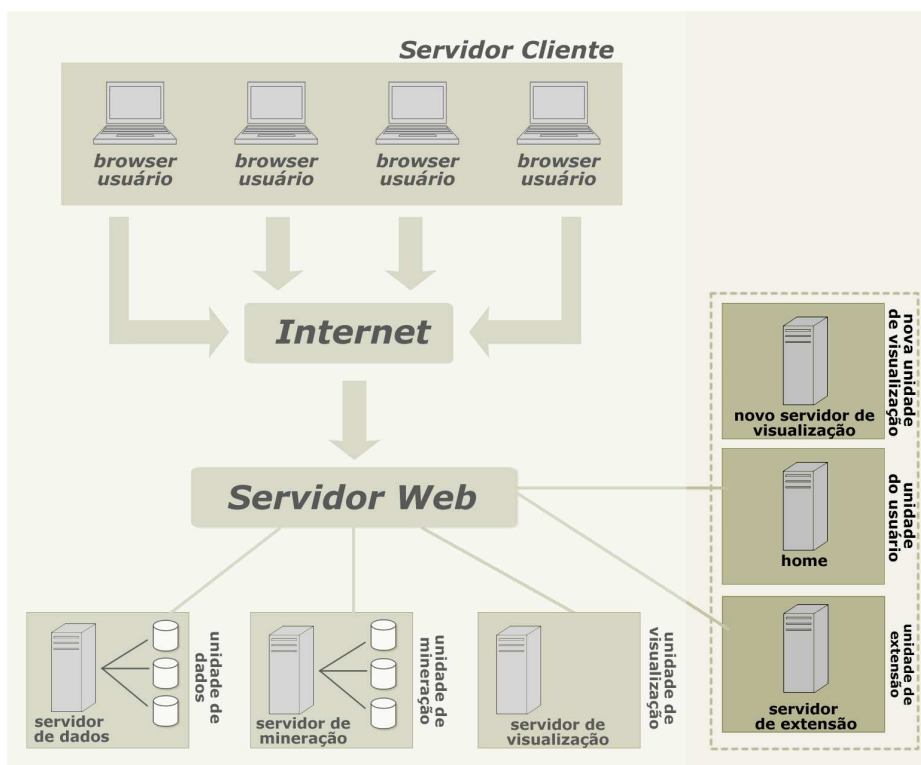 Servidor Cliente
browser
usuário
browser
usuário
browser
usuário
browser
usuário
Internet
Servidor Web
servidor
de dados
unidade de
dados
servidor de
mineração
unidade de
mineração
servidor de
visualização
unidade de
visualização
novo servidor de
visualização
nova unidade
de visualização
home
unidade
do usuário
servidor
de extensão
unidade de
extensão